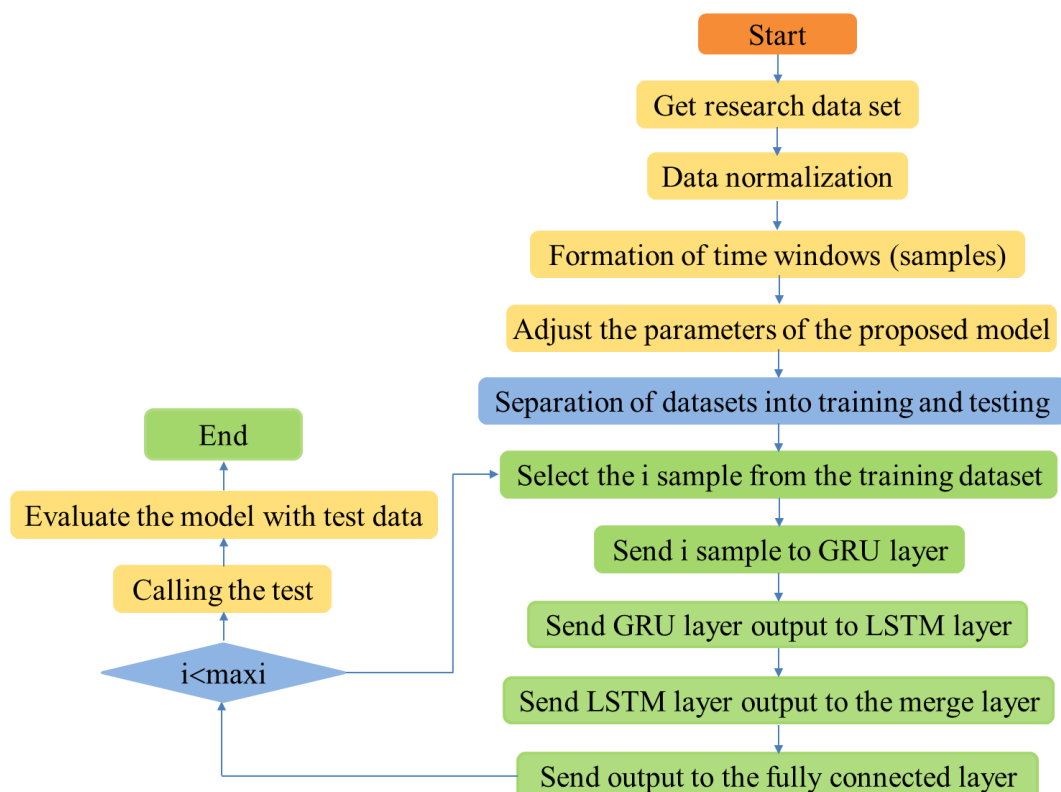 Start
Get research data set
Data normalization
Formation of time windows (samples)
Adjust the parameters of the proposed model
Separation of datasets into training and testing
Select the i sample from the training dataset
Send i sample to GRU layer
Send GRU layer output to LSTM layer
Send LSTM layer output to the merge layer
Send output to the fully connected layer
i<maxi
Calling the test
Evaluate the model with test data
End